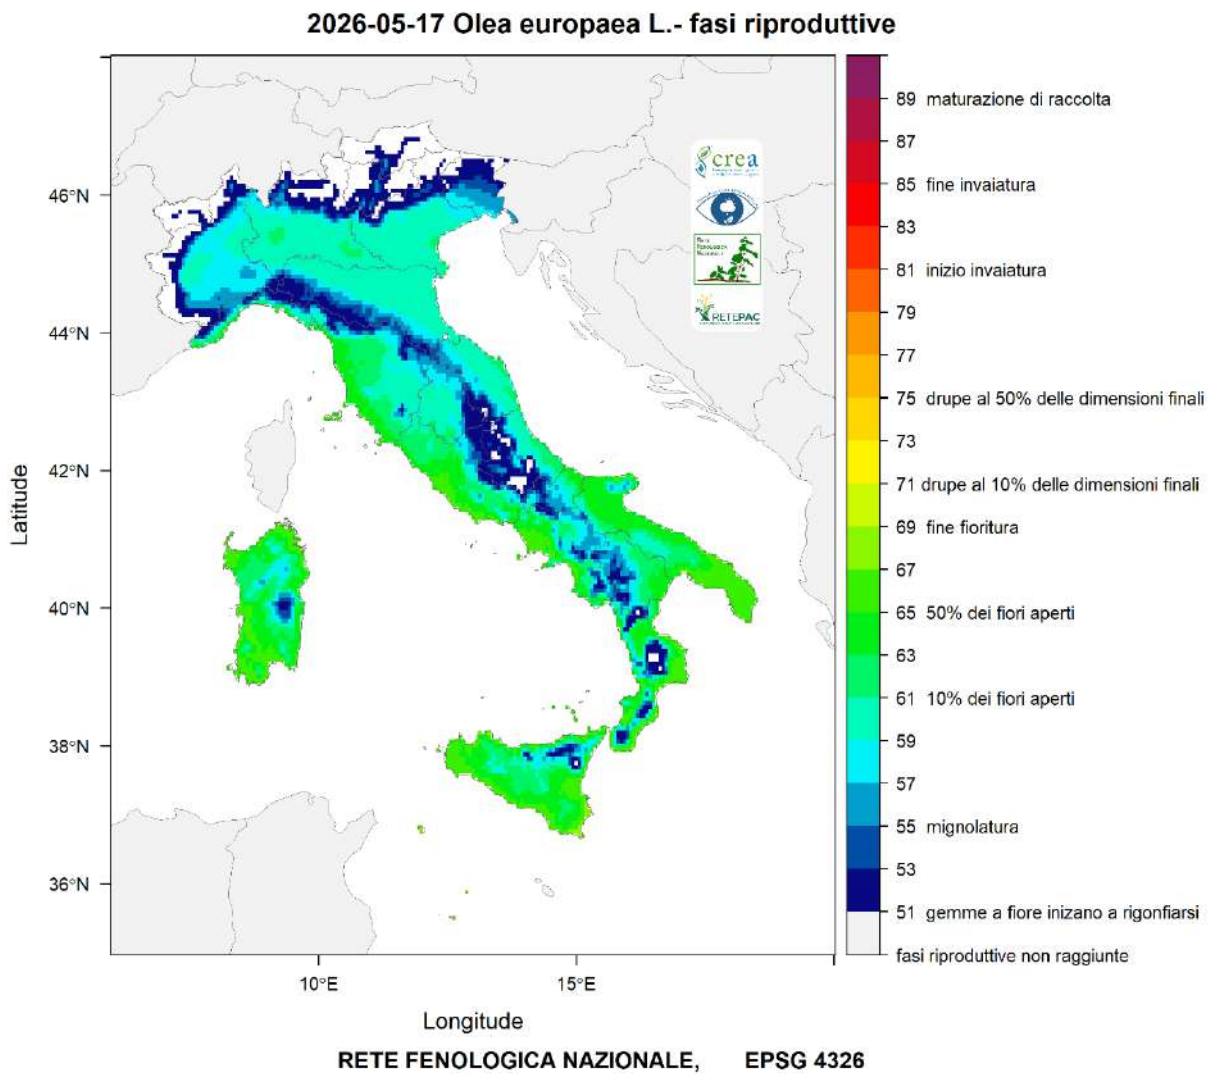 2026-05-17 Olea europaea L.- fasi riproduttive
crea
RETEPAC
89 maturazione di raccolta
87
85 fine invaiatura
83
81 inizio invaiatura
79
77
75 drupe al 50% delle dimensioni finali
73
71 drupe al 10% delle dimensioni finali
69 fine fioritura
67
65 50% dei fiori aperti
63
61 10% dei fiori aperti
59
57
55 mignolatura
53
51 gemme a fiore inizano a rigonfiarsi
fasi riproduttive non raggiunte
46°N
44°N
42°N
40°N
38°N
36°N
Latitude
10°E
15°E
Longitude
RETE FENOLOGICA NAZIONALE, EPSG 4326